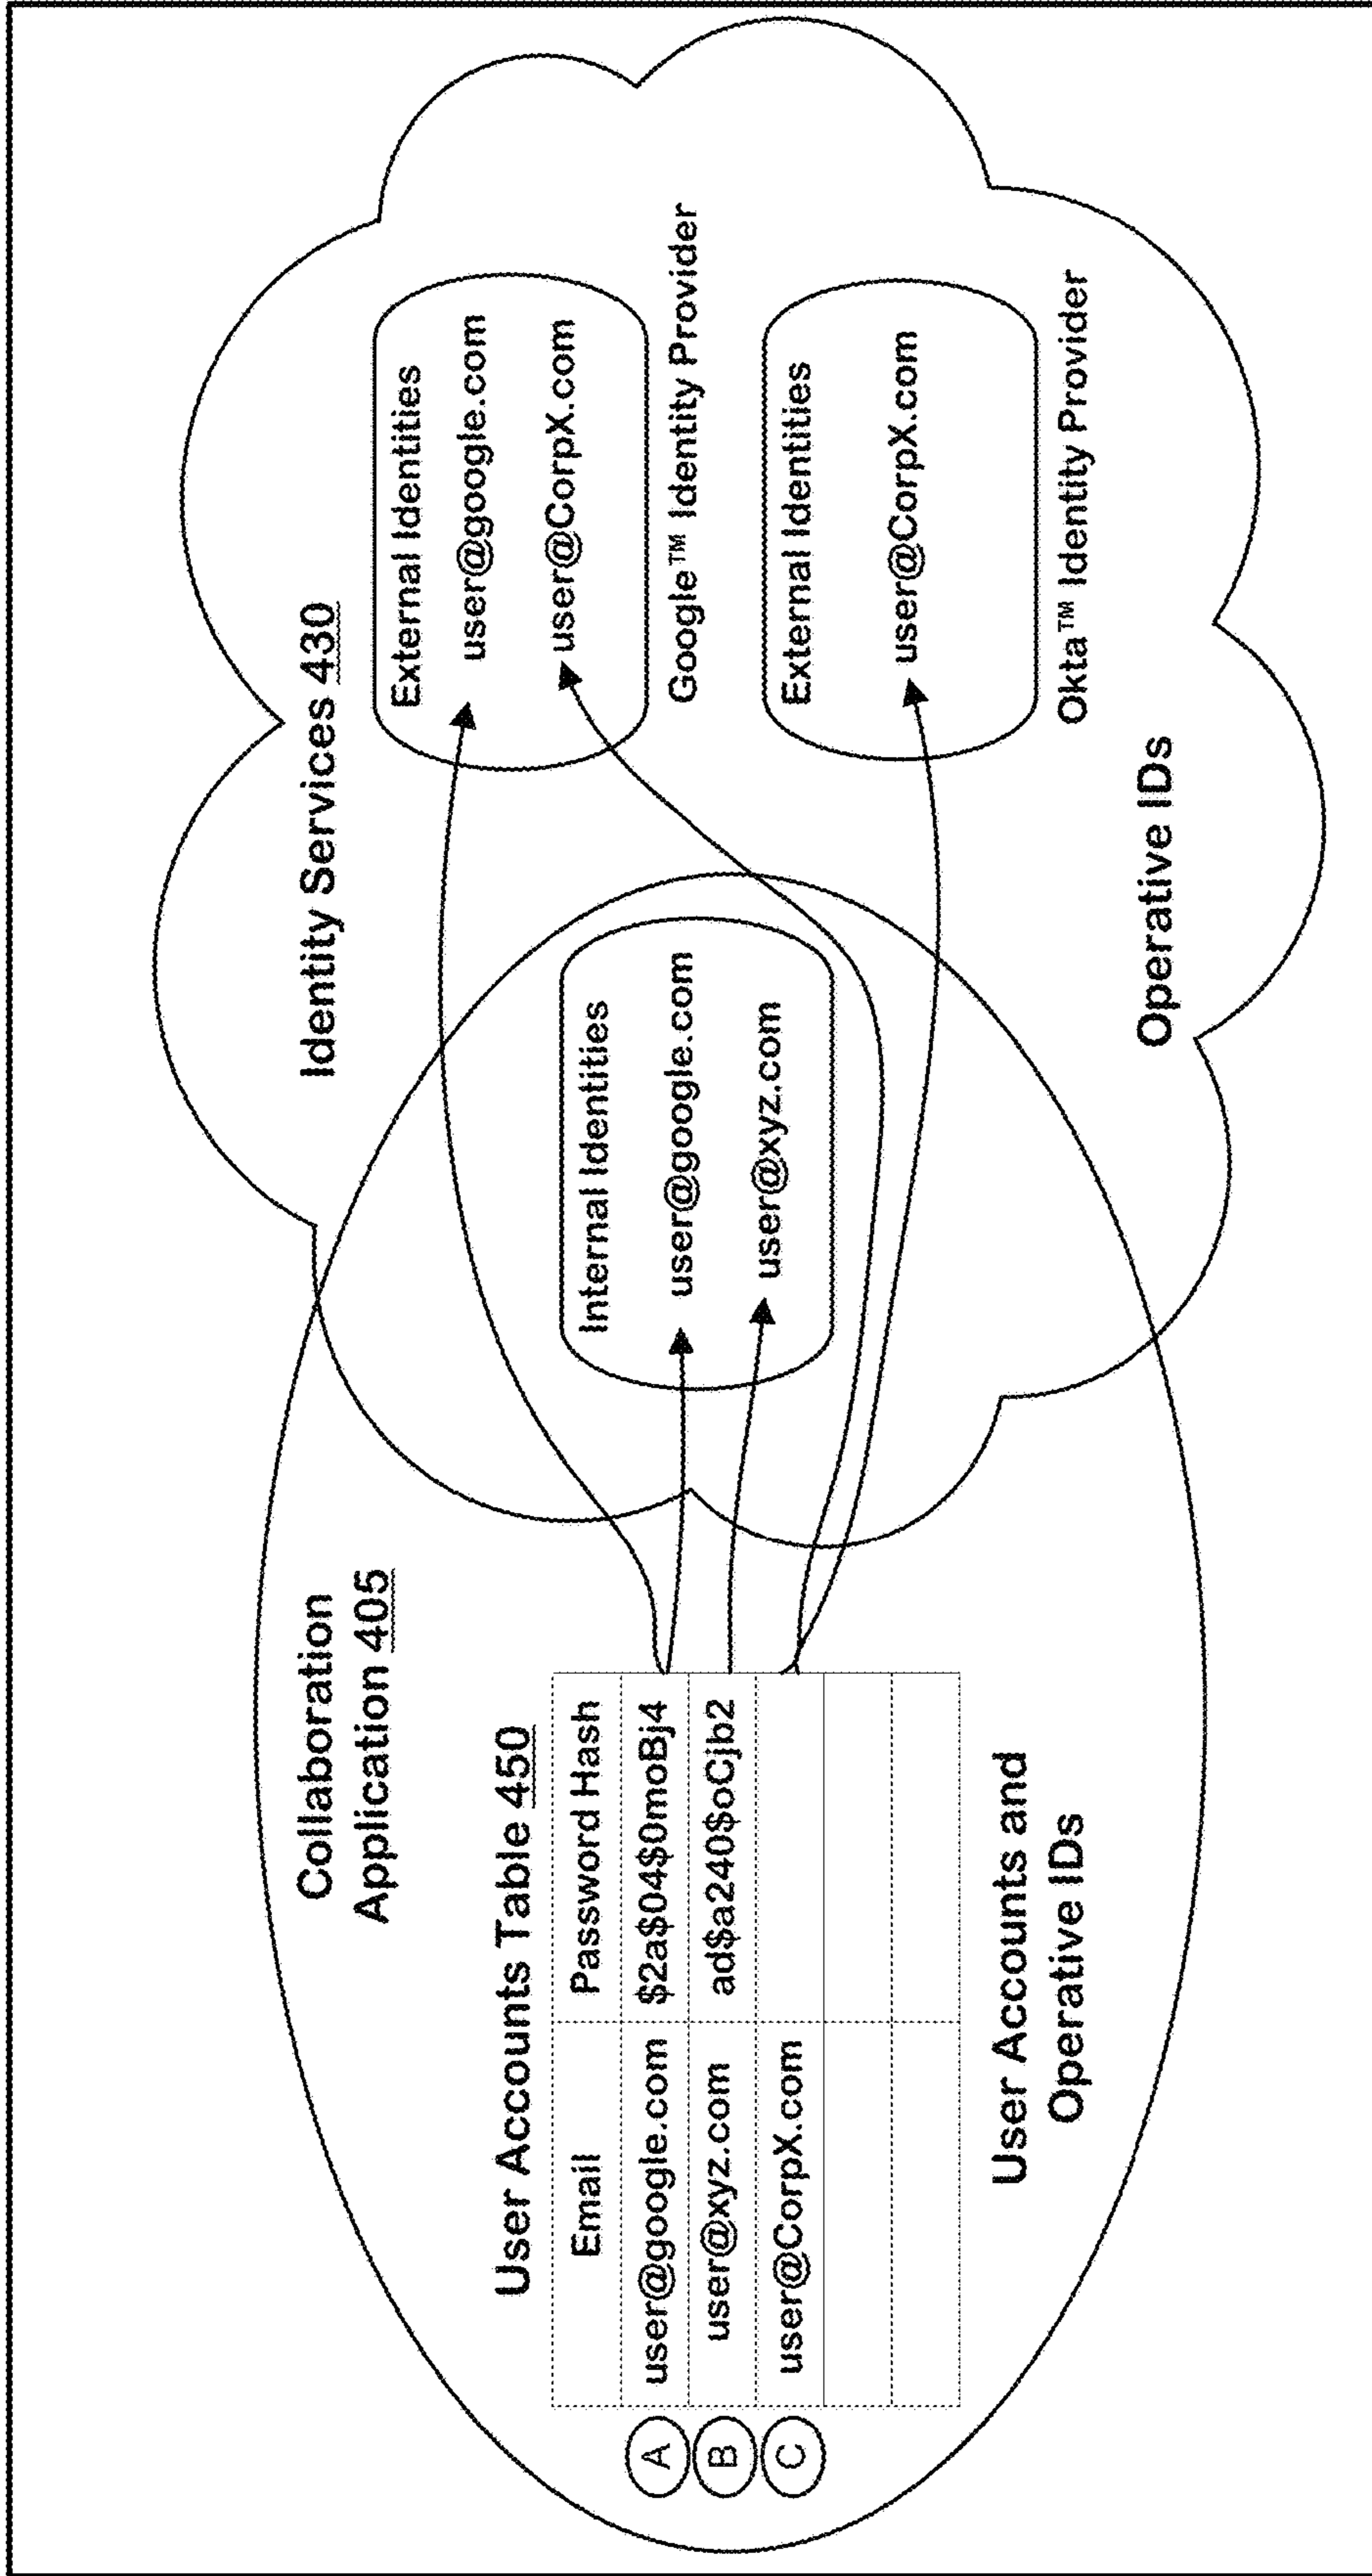 Collaboration
Application 405
User Accounts Table 450
Email Password Hash
A user@google.com $2a$04$0moBj4
B user@xyz.com ad$a240$oCjb2
C user@CorpX.com
User Accounts and
Operative IDs
Identity Services 430
Internal Identities
user@google.com
user@xyz.com
External Identities
user@google.com
user@CorpX.com
Google™ Identity Provider
External Identities
user@CorpX.com
Okta™ Identity Provider
Operative IDs